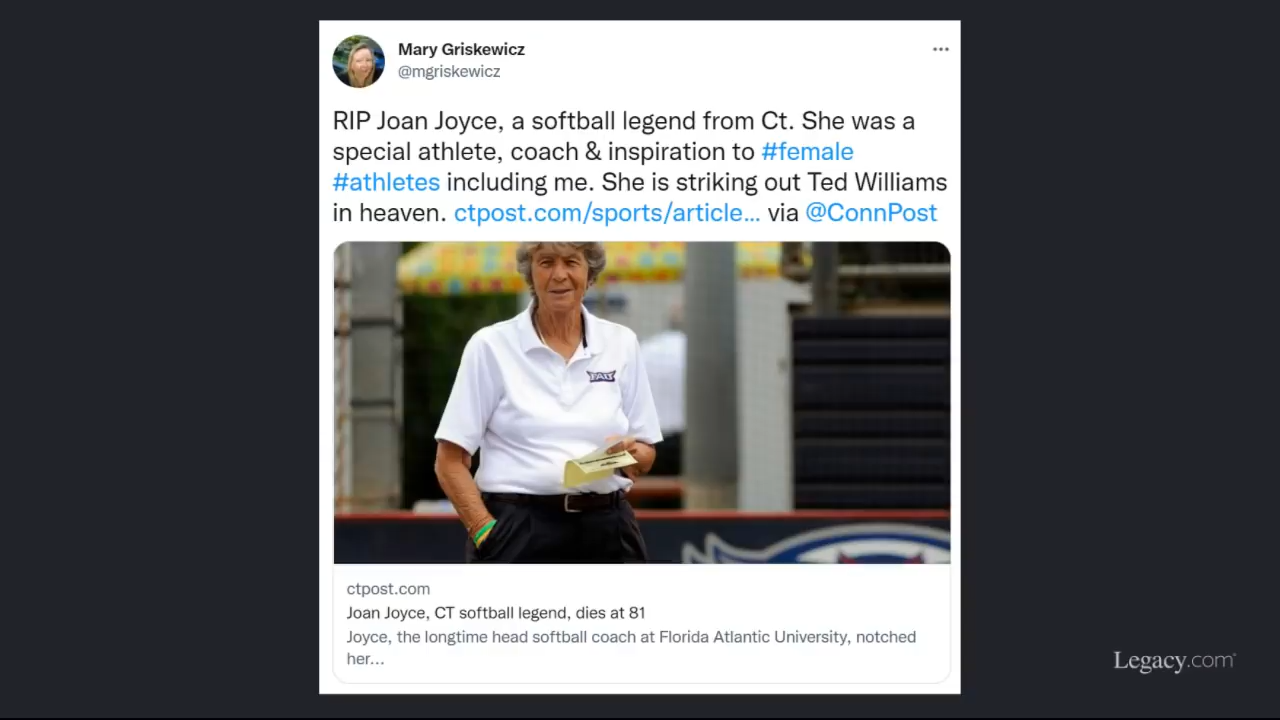 Mary Griskewicz
@mgriskewicz
RIP Joan Joyce, a softball legend from Ct. She was a
special athlete, coach & inspiration to #female
#athletes including me. She is striking out Ted Williams
in heaven. ctpost.com/sports/article... via @ConnPost
FAU
ctpost.com
Joan Joyce, CT softball legend, dies at 81
Joyce, the longtime head softball coach at Florida Atlantic University, notched
her...
Legacy.com